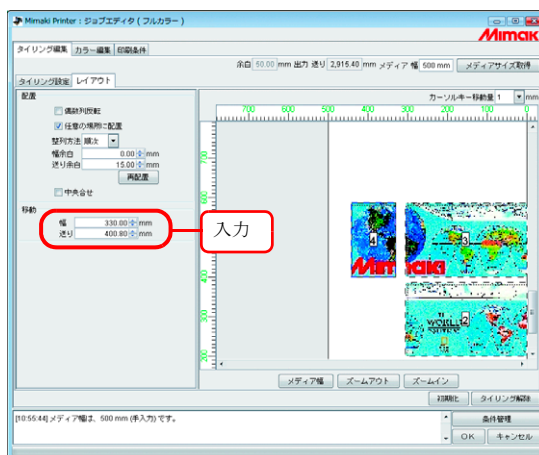 Mimaki Printer : ジョブエディタ ( フルカラー )
Mimaki
タイリング編集 カラー編集 印刷条件
余白 50.00 mm 出力 送り 2,915.40 mm メディア 幅 500 mm メディアサイズ取得
タイリング設定 レイアウト
配置
カーソルキー移動量 1 mm
偶数列反転
任意の場所に配置
整列方法 順次
幅余白 0.00 mm
送り余白 15.00 mm
再配置
中央合せ
移動
幅 330.00 mm
送り 400.80 mm
入力
700 600 500 400 300 200 100 0
500
400
300
200
4
3
2
Mimaki
WORLD
メディア幅 ズームアウト ズームイン
初期化 タイリング解除
[10:55:44] メディア幅は、500 mm (手入力) です。
条件管理
OK キャンセル